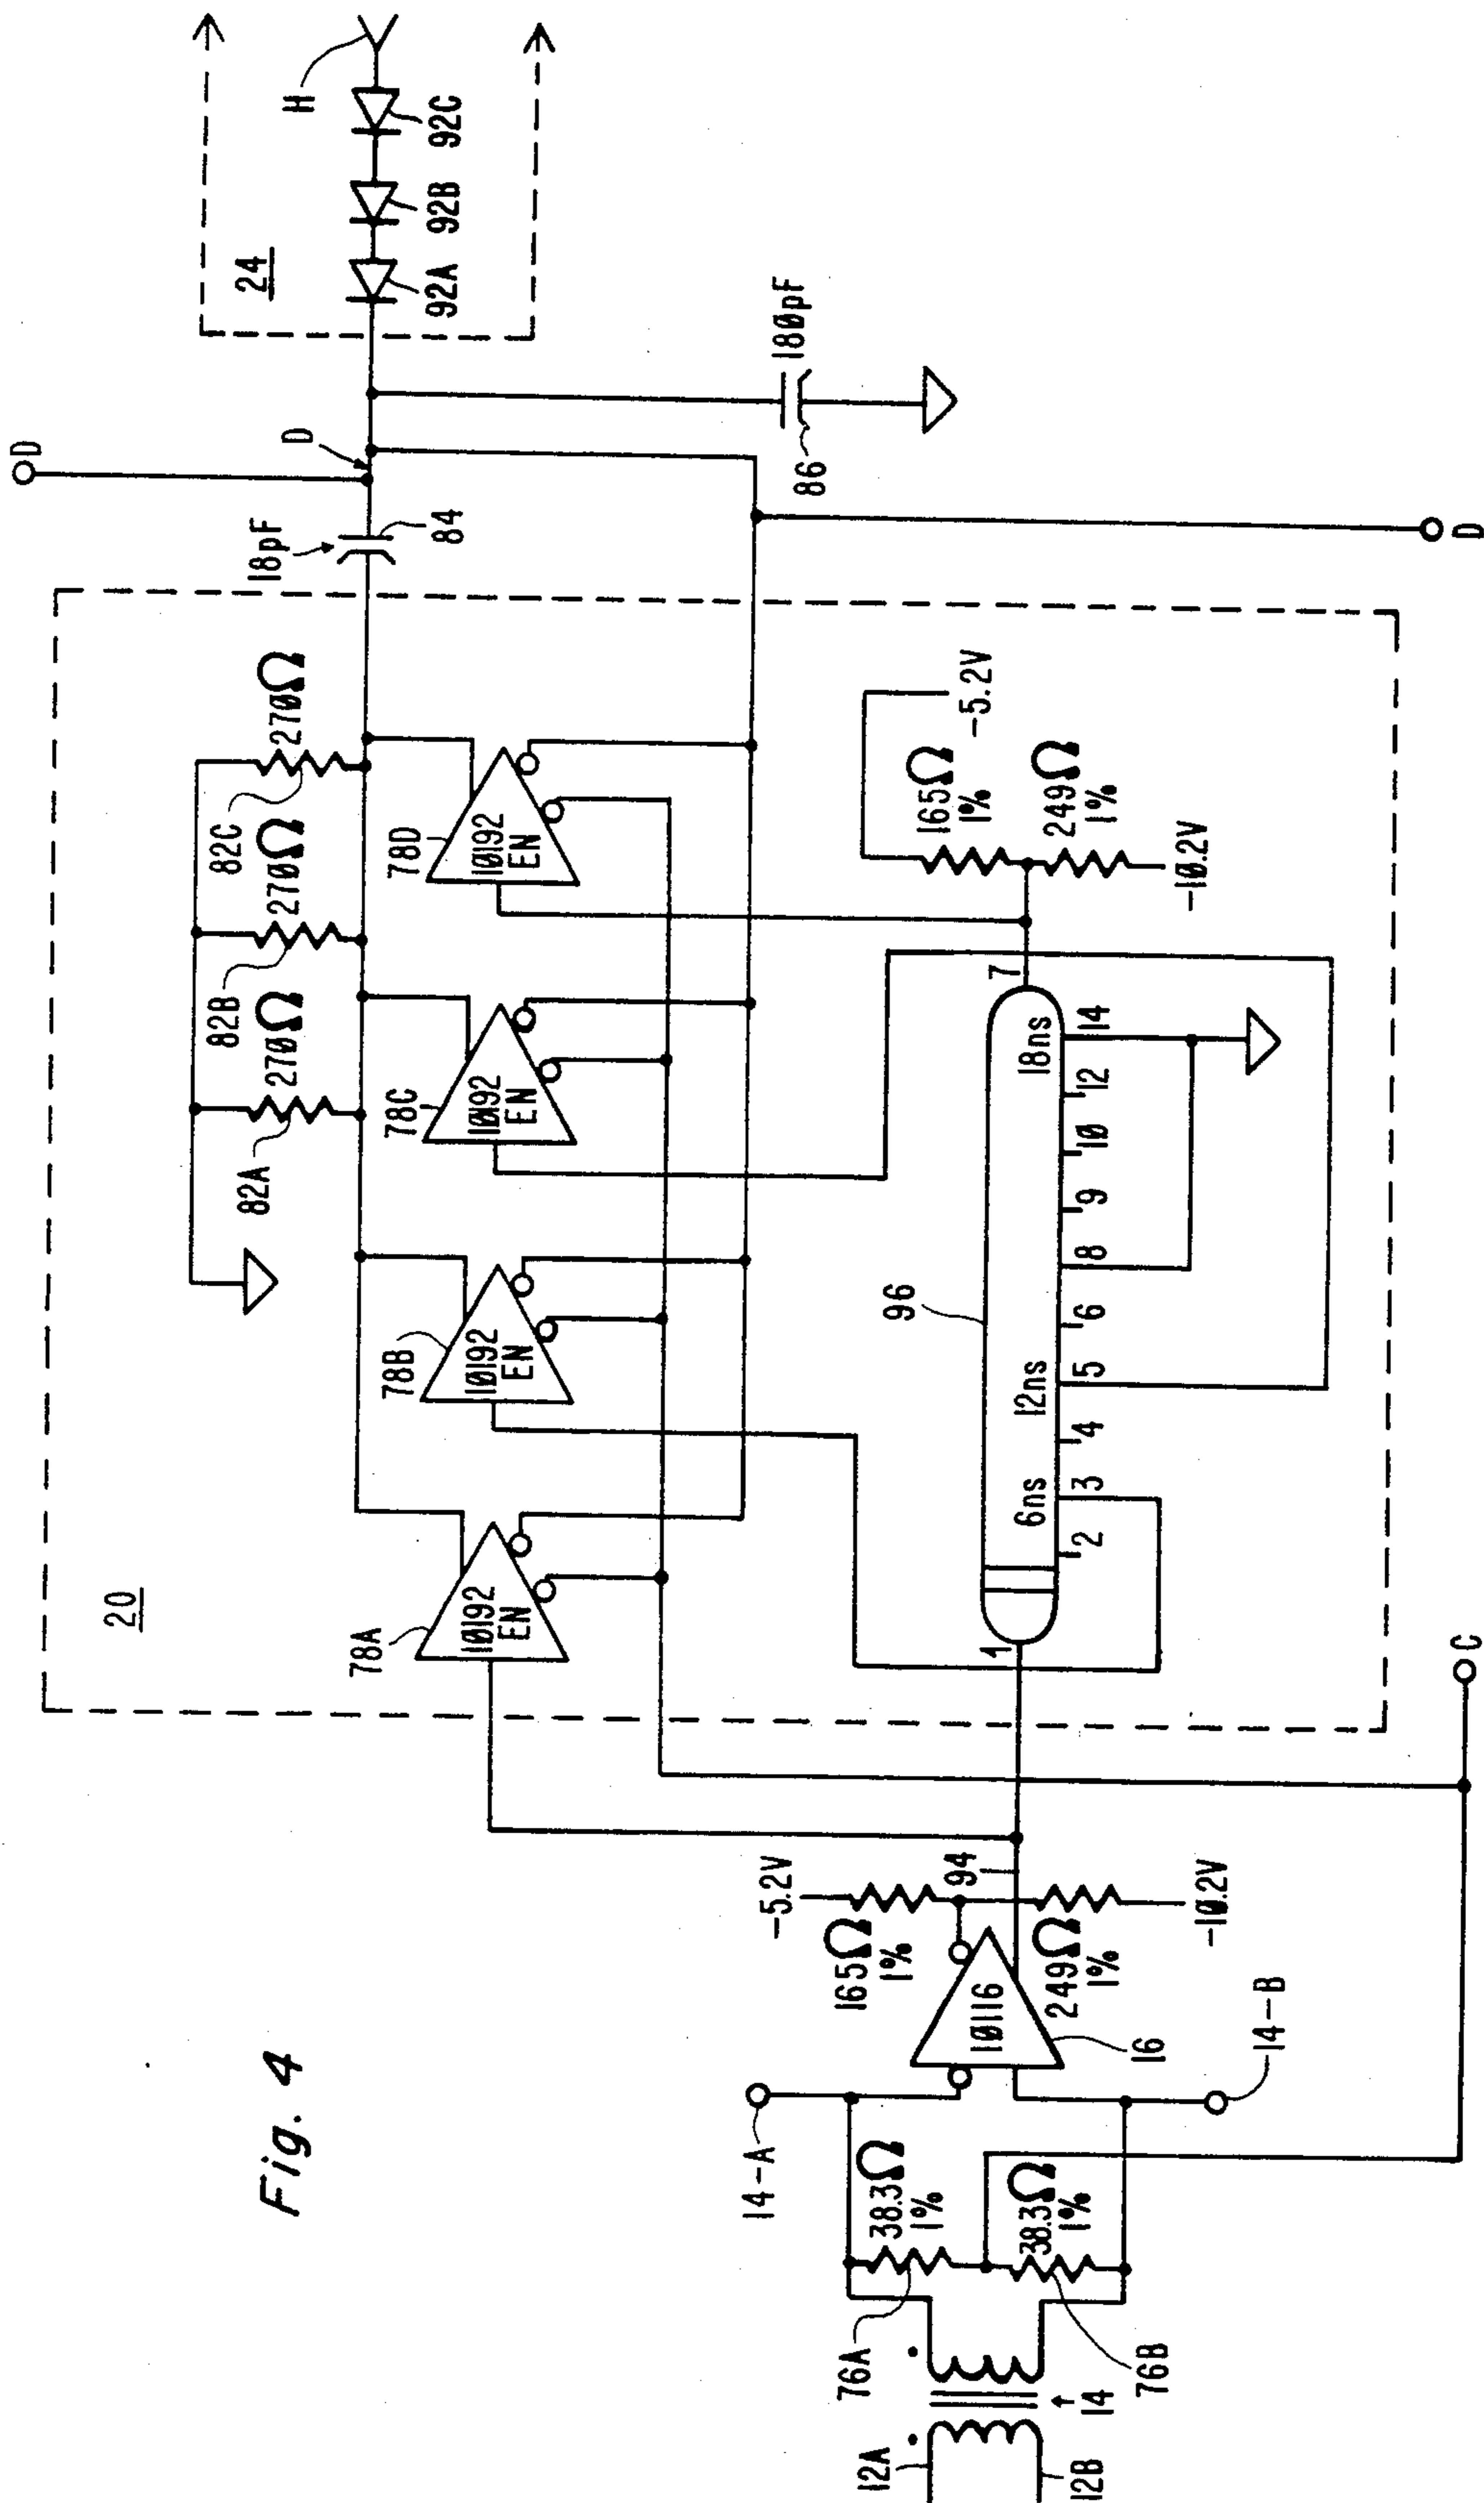 Fig. 4
20
24
D
D
H
18pF
84
92A
92B
92C
180pF
86
D
82A
270Ω
82B
270Ω
82C
270Ω
78A
10192
EN
78B
10192
EN
78C
10192
EN
78D
10192
EN
-5.2V
165Ω
1%
249Ω
1%
-10.2V
96
1
2
3
4
5
6
8
9
10
12
14
7
6ns
12ns
18ns
C
12A
12B
14
76A
76B
38.3Ω
1%
38.3Ω
1%
14-A
14-B
10116
16
165Ω
1%
249Ω
1%
-5.2V
94
-10.2V